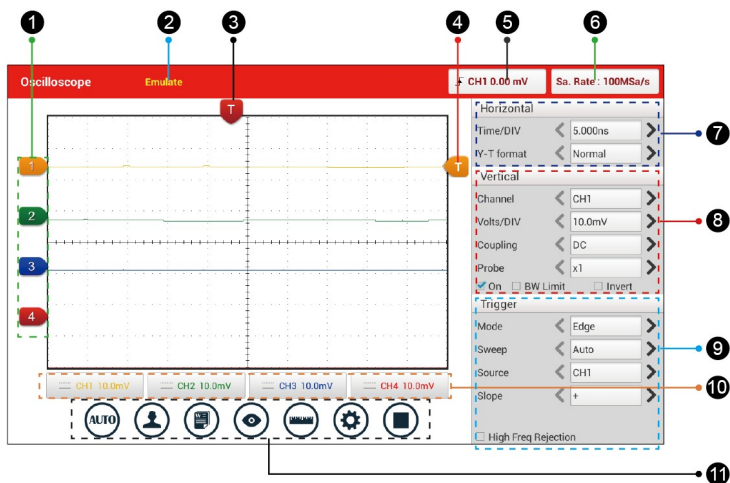 1 2 3 4 5 6
Oscilloscope Emulate CH1 0.00 mV Sa. Rate : 100MSa/s
T
Horizontal
Time/DIV 5.000ns
7
Y-T format Normal
1 T
Vertical
Channel CH1
2
Volts/DIV 10.0mV
8
Coupling DC
3
Probe x1
On BW Limit Invert
Trigger
4
Mode Edge
Sweep Auto
9
CH1 10.0mV CH2 10.0mV CH3 10.0mV CH4 10.0mV
Source CH1
10
Slope +
AUTO
High Freq Rejection
11